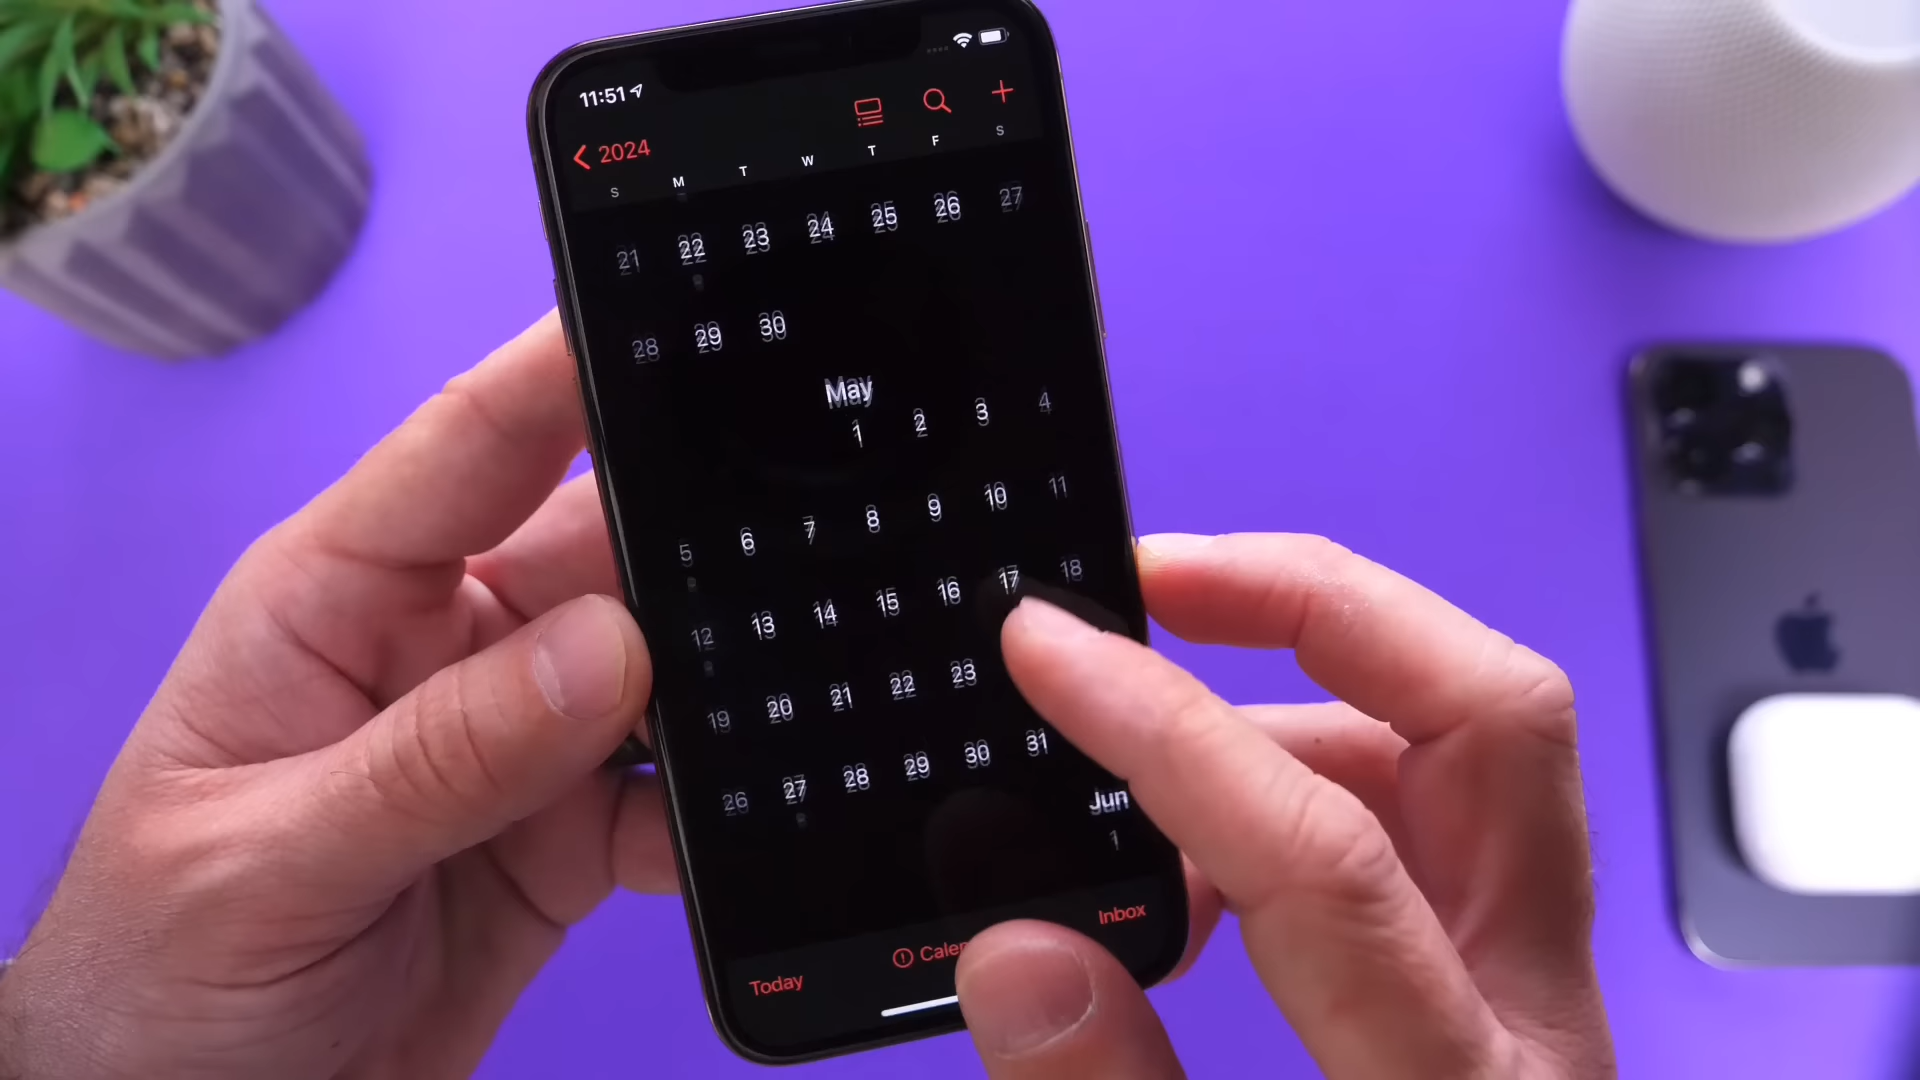 11:51
2024
S M T W T F S
21 22 23 24 25 26 27
28 29 30
May
1 2 3 4
5 6 7 8 9 10 11
12 13 14 15 16 17 18
19 20 21 22 23
26 27 28 29 30 31
Jun
1
Today Calen Inbox